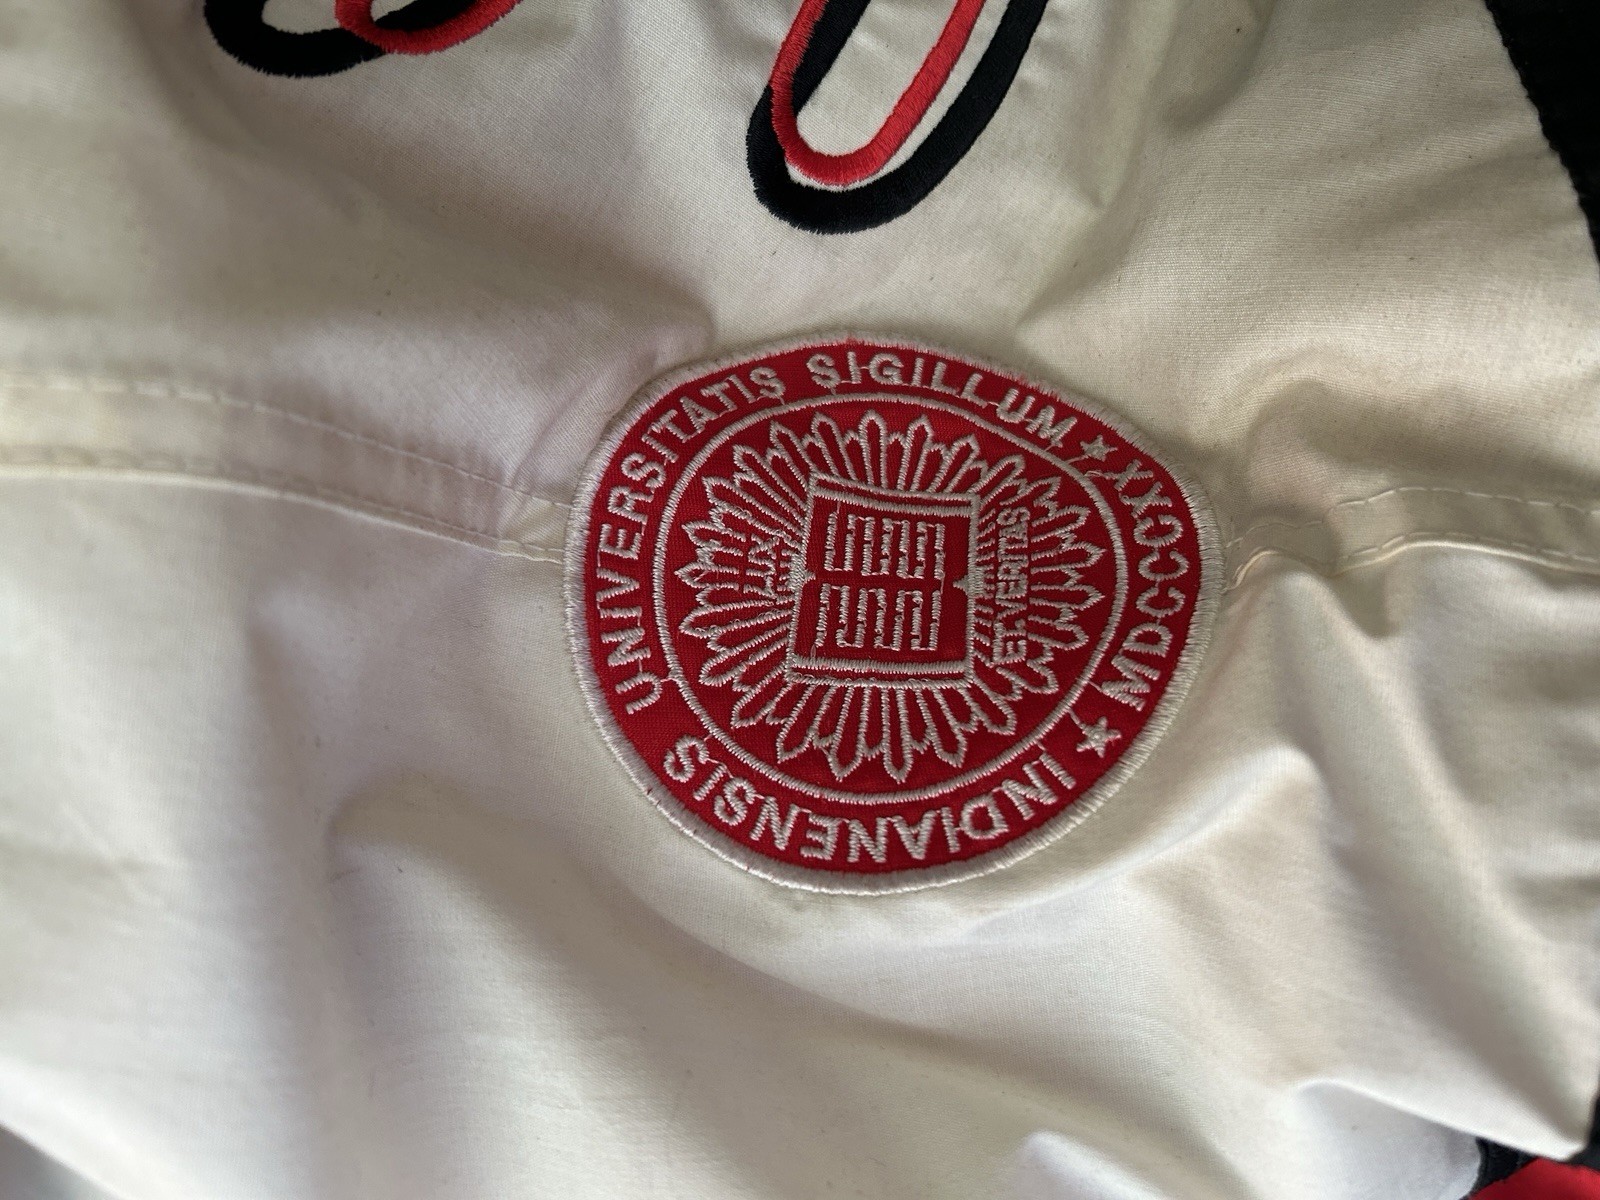 INDIANENSIS UNIVERSITATIS SIGILLUM
MDCCCXX
LUX
ET VERITAS